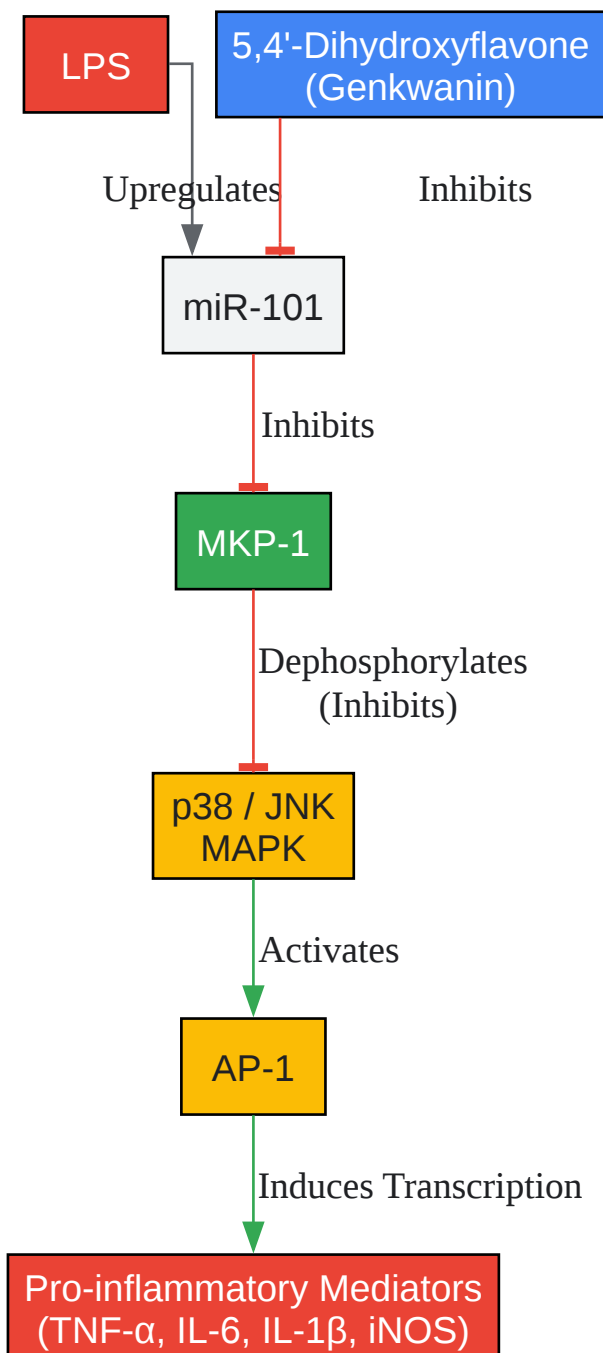 LPS
5,4'-Dihydroxyflavone
(Genkwanin)
Upregulates
Inhibits
miR-101
Inhibits
MKP-1
Dephosphorylates
(Inhibits)
p38 / JNK
MAPK
Activates
AP-1
Induces Transcription
Pro-inflammatory Mediators
(TNF-α, IL-6, IL-1β, iNOS)